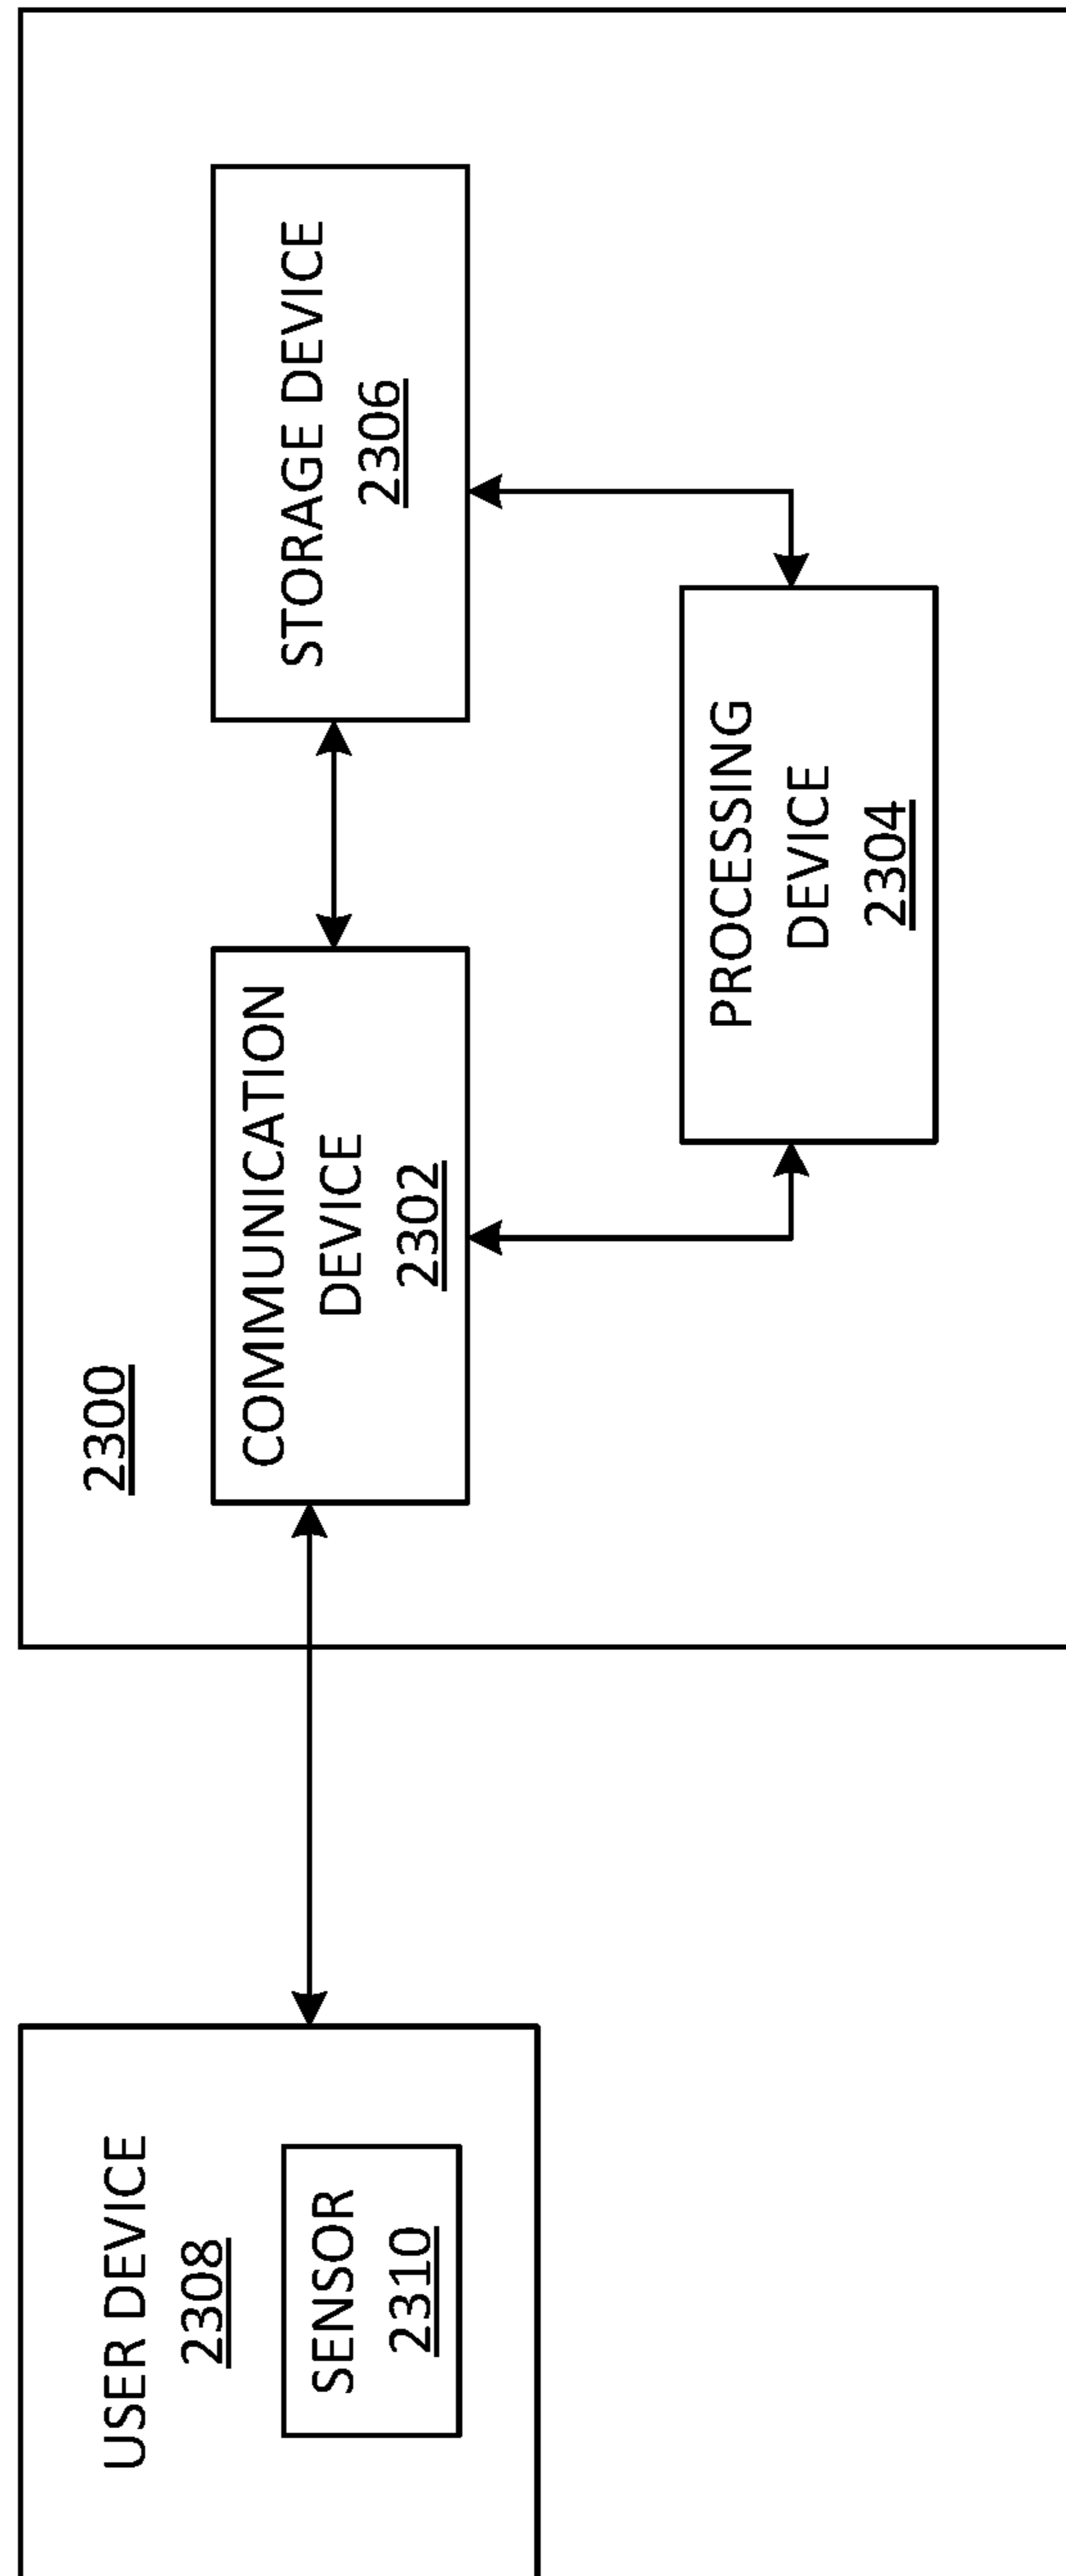 USER DEVICE
2308
SENSOR
2310
2300
COMMUNICATION
DEVICE
2302
STORAGE DEVICE
2306
PROCESSING
DEVICE
2304